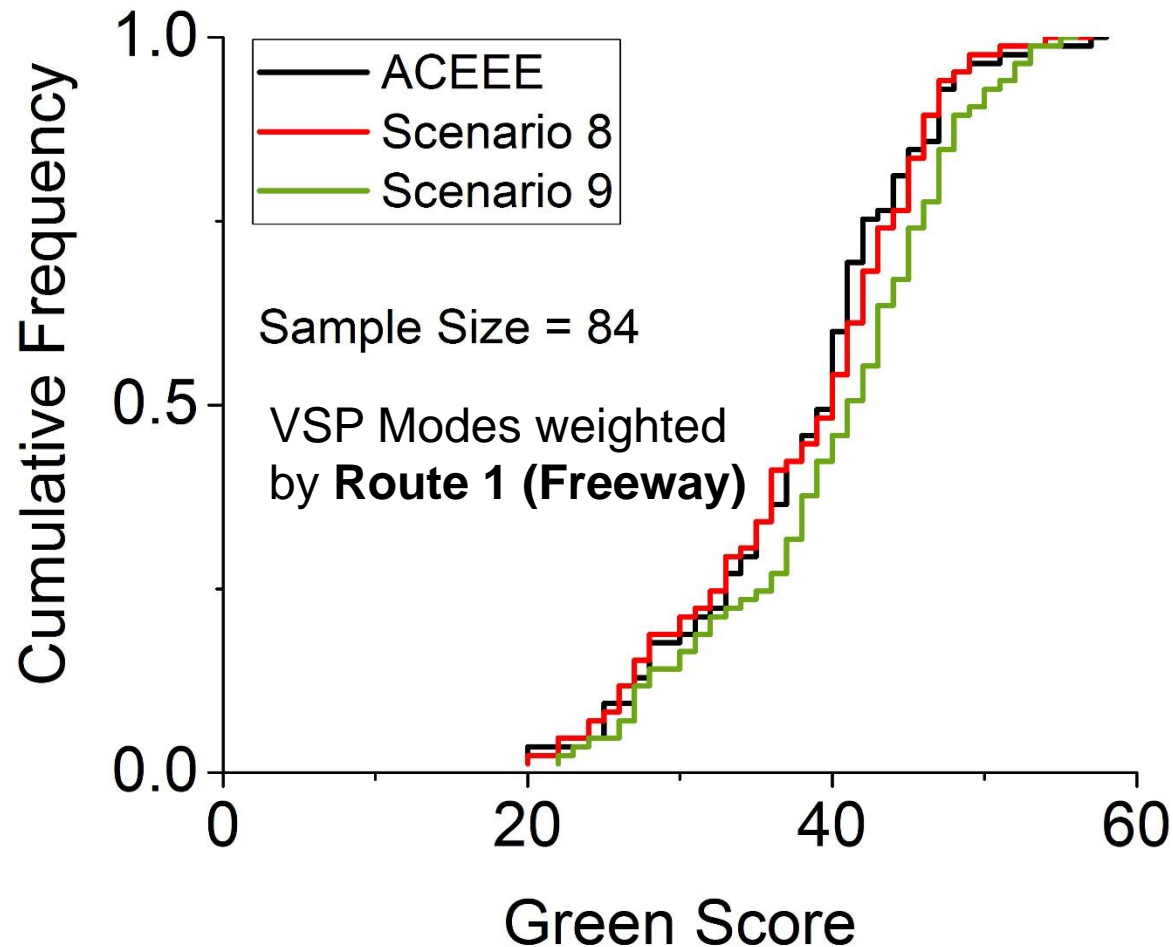 Cumulative Frequency
1.0
0.5
0.0
ACEEE
Scenario 8
Scenario 9
Sample Size = 84
VSP Modes weighted
by Route 1 (Freeway)
0 20 40 60
Green Score